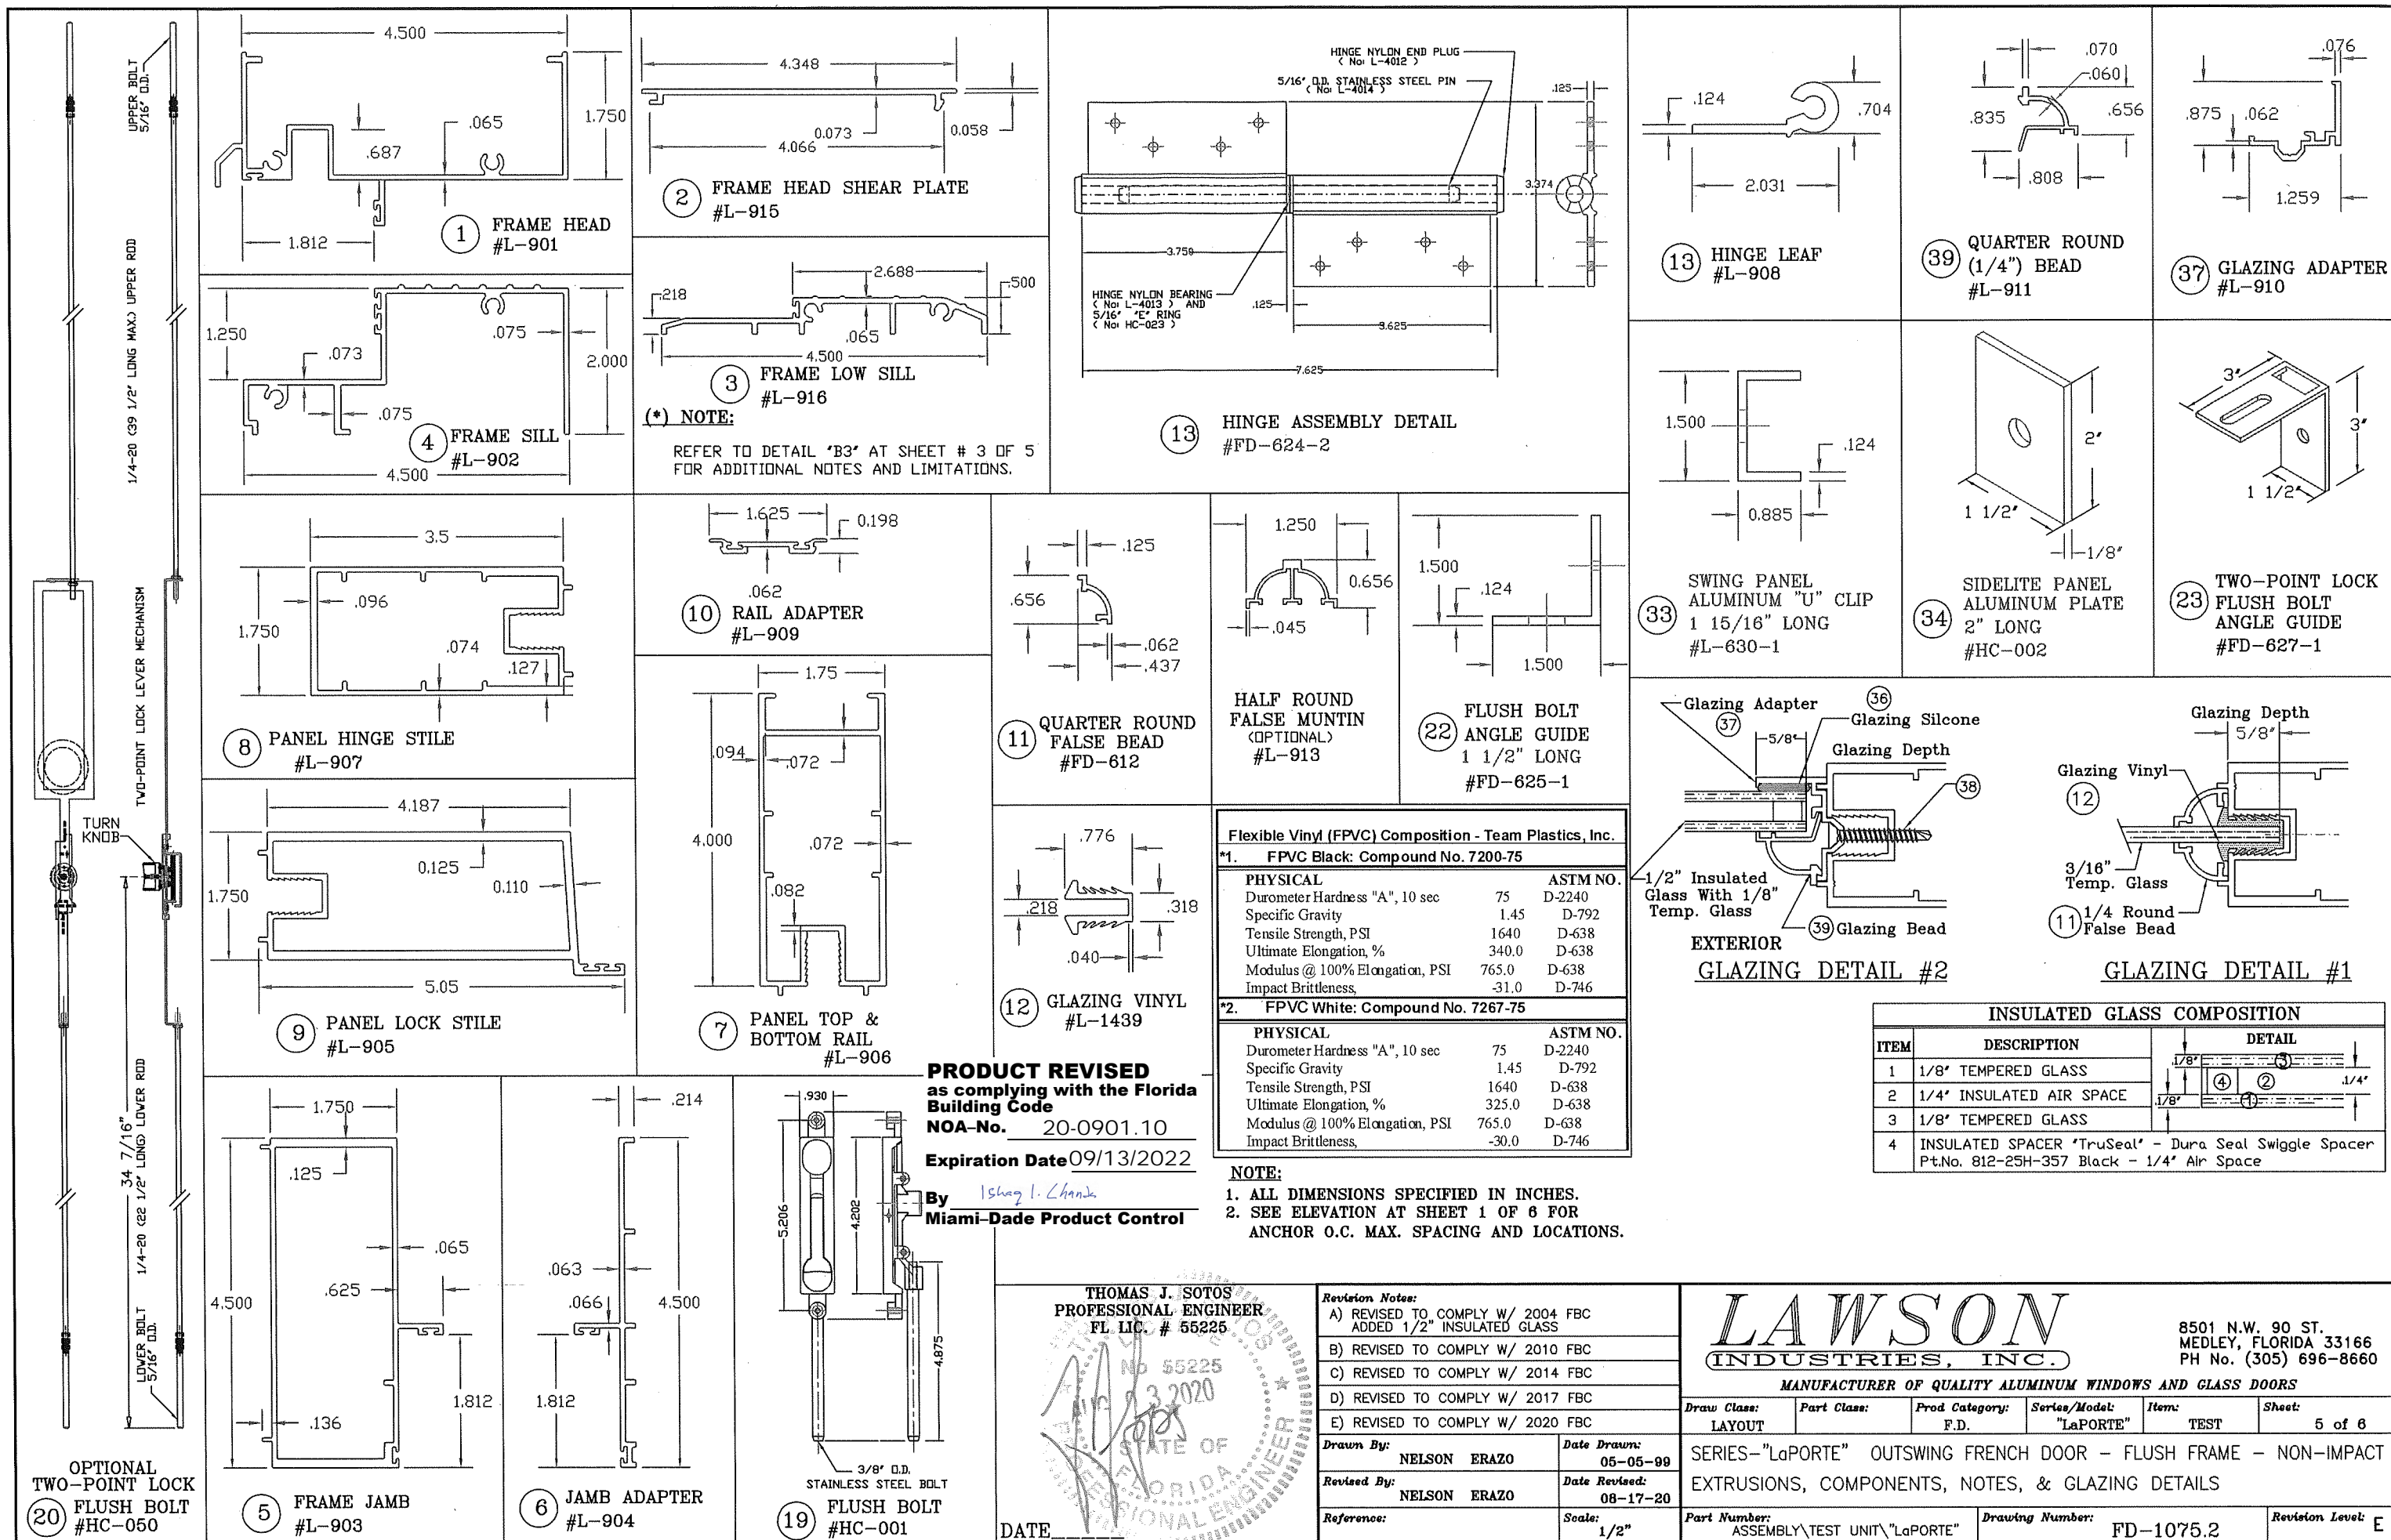 UPPER BOLT
5/16" O.D.
1/4-20 (39 1/2" LONG MAX.) UPPER ROD
TWO-POINT LOCK LEVER MECHANISM
TURN
KNOB
34 7/16"
1/4-20 (22 1/2" LONG) LOWER ROD
LOWER BOLT
5/16" O.D.
OPTIONAL
TWO-POINT LOCK
20 FLUSH BOLT
#HC-050
4.500
1.750
.065
.687
1.812
1 FRAME HEAD
#L-901
4.348
0.073
0.058
4.066
2 FRAME HEAD SHEAR PLATE
#L-915
2.688
.500
.218
.065
4.500
3 FRAME LOW SILL
#L-916
(*) NOTE:
REFER TO DETAIL "B3" AT SHEET # 3 OF 5
FOR ADDITIONAL NOTES AND LIMITATIONS.
1.250
.073
.075
.075
2.000
4 FRAME SILL
#L-902
4.500
HINGE NYLON END PLUG
( No: L-4012 )
5/16" O.D. STAINLESS STEEL PIN
( No: L-4014 )
.125
3.374
3.750
HINGE NYLON BEARING
( No: L-4013 ) AND
5/16" "E" RING
( No: HC-023 )
.125
3.625
7.625
13 HINGE ASSEMBLY DETAIL
#FD-624-2
.124
.704
2.031
13 HINGE LEAF
#L-908
.070
.060
.835
.656
.808
39 QUARTER ROUND
(1/4") BEAD
#L-911
.076
.875
.062
1.259
37 GLAZING ADAPTER
#L-910
1.500
.124
0.885
33 SWING PANEL
ALUMINUM "U" CLIP
1 15/16" LONG
#L-630-1
2"
1 1/2"
1/8"
34 SIDELITE PANEL
ALUMINUM PLATE
2" LONG
#HC-002
3"
3"
1 1/2"
23 TWO-POINT LOCK
FLUSH BOLT
ANGLE GUIDE
#FD-627-1
3.5
.096
1.750
.074
.127
8 PANEL HINGE STILE
#L-907
1.625
0.198
.062
10 RAIL ADAPTER
#L-909
.125
.656
.062
.437
11 QUARTER ROUND
FALSE BEAD
#FD-612
1.250
0.656
.045
HALF ROUND
FALSE MUNTIN
(OPTIONAL)
#L-913
1.500
.124
1.500
22 FLUSH BOLT
ANGLE GUIDE
1 1/2" LONG
#FD-625-1
4.187
0.125
0.110
1.750
5.05
9 PANEL LOCK STILE
#L-905
1.75
.094
.072
4.000
.072
.082
7 PANEL TOP &
BOTTOM RAIL
#L-906
.776
.218
.318
.040
12 GLAZING VINYL
#L-1439
Flexible Vinyl (FPVC) Composition - Team Plastics, Inc.
*1. FPVC Black: Compound No. 7200-75
PHYSICAL ASTM NO.
Durometer Hardness "A", 10 sec 75 D-2240
Specific Gravity 1.45 D-792
Tensile Strength, PSI 1640 D-638
Ultimate Elongation, % 340.0 D-638
Modulus @ 100% Elongation, PSI 765.0 D-638
Impact Brittleness, -31.0 D-746
*2. FPVC White: Compound No. 7267-75
PHYSICAL ASTM NO.
Durometer Hardness "A", 10 sec 75 D-2240
Specific Gravity 1.45 D-792
Tensile Strength, PSI 1640 D-638
Ultimate Elongation, % 325.0 D-638
Modulus @ 100% Elongation, PSI 765.0 D-638
Impact Brittleness, -30.0 D-746
NOTE:
1. ALL DIMENSIONS SPECIFIED IN INCHES.
2. SEE ELEVATION AT SHEET 1 OF 6 FOR
ANCHOR O.C. MAX. SPACING AND LOCATIONS.
Glazing Adapter
37
36
Glazing Silcone
5/8"
Glazing Depth
38
1/2" Insulated
Glass With 1/8"
Temp. Glass
39 Glazing Bead
EXTERIOR
GLAZING DETAIL #2
Glazing Depth
5/8"
Glazing Vinyl
12
3/16"
Temp. Glass
11 1/4 Round
False Bead
GLAZING DETAIL #1
INSULATED GLASS COMPOSITION
ITEM DESCRIPTION DETAIL
1 1/8" TEMPERED GLASS
2 1/4" INSULATED AIR SPACE
3 1/8" TEMPERED GLASS
4 INSULATED SPACER "TruSeal" - Dura Seal Swiggle Spacer
Pt.No. 812-25H-357 Black - 1/4" Air Space
1/8"
3
4
2
1/4"
1/8"
1
PRODUCT REVISED
as complying with the Florida
Building Code
NOA-No. 20-0901.10
Expiration Date 09/13/2022
By Ishaq I. Chanda
Miami-Dade Product Control
1.750
.125
.065
.625
4.500
1.812
.136
5 FRAME JAMB
#L-903
.214
.063
.066
4.500
1.812
6 JAMB ADAPTER
#L-904
.930
5.206
4.202
4.875
3/8" O.D.
STAINLESS STEEL BOLT
19 FLUSH BOLT
#HC-001
THOMAS J. SOTOS
PROFESSIONAL ENGINEER
FL LIC. # 55225
No 55225
2020
STATE OF
FLORIDA
PROFESSIONAL ENGINEER
DATE
Revision Notes:
A) REVISED TO COMPLY W/ 2004 FBC
ADDED 1/2" INSULATED GLASS
B) REVISED TO COMPLY W/ 2010 FBC
C) REVISED TO COMPLY W/ 2014 FBC
D) REVISED TO COMPLY W/ 2017 FBC
E) REVISED TO COMPLY W/ 2020 FBC
Drawn By: NELSON ERAZO
Date Drawn: 05-05-99
Revised By: NELSON ERAZO
Date Revised: 08-17-20
Reference:
Scale: 1/2"
LAWSON
INDUSTRIES, INC.
8501 N.W. 90 ST.
MEDLEY, FLORIDA 33166
PH No. (305) 696-8660
MANUFACTURER OF QUALITY ALUMINUM WINDOWS AND GLASS DOORS
Draw Class: LAYOUT
Part Class:
Prod Category: F.D.
Series/Model: "LaPORTE"
Item: TEST
Sheet: 5 of 6
SERIES-"LaPORTE" OUTSWING FRENCH DOOR - FLUSH FRAME - NON-IMPACT
EXTRUSIONS, COMPONENTS, NOTES, & GLAZING DETAILS
Part Number: ASSEMBLY\TEST UNIT\"LaPORTE"
Drawing Number: FD-1075.2
Revision Level: E